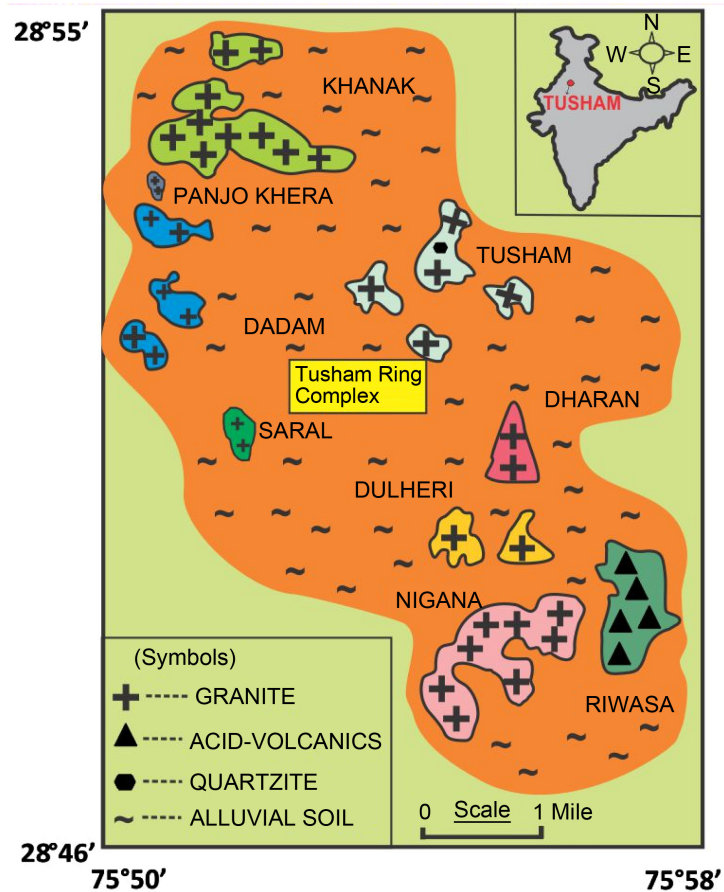 28°55'
N
W
E
S
TUSHAM
KHANAK
PANJO KHERA
TUSHAM
DADAM
Tusham Ring
Complex
DHARAN
SARAL
DULHERI
NIGANA
RIWASA
(Symbols)
GRANITE
ACID-VOLCANICS
QUARTZITE
ALLUVIAL SOIL
0 Scale 1 Mile
28°46'
75°50'
75°58'